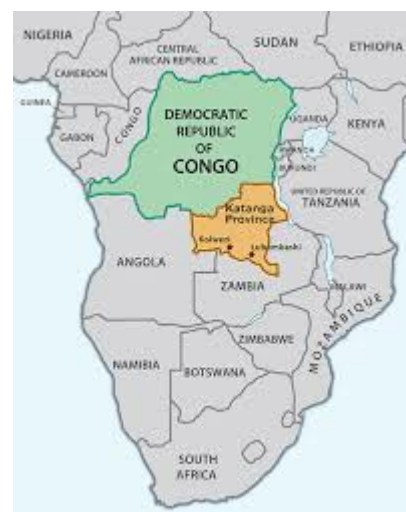 NIGERIA
CENTRAL
AFRICAN REPUBLIC
SUDAN
ETHIOPIA
CAMEROON
GUINEA
GABON
CONGO
DEMOCRATIC
REPUBLIC
OF
CONGO
UGANDA
KENYA
RWANDA
BURUNDI
UNITED REPUBLIC OF
TANZANIA
Katanga
Province
Kolwezi
Lubumbashi
ANGOLA
ZAMBIA
MALAWI
MOZAMBIQUE
ZIMBABWE
NAMIBIA
BOTSWANA
SOUTH
AFRICA